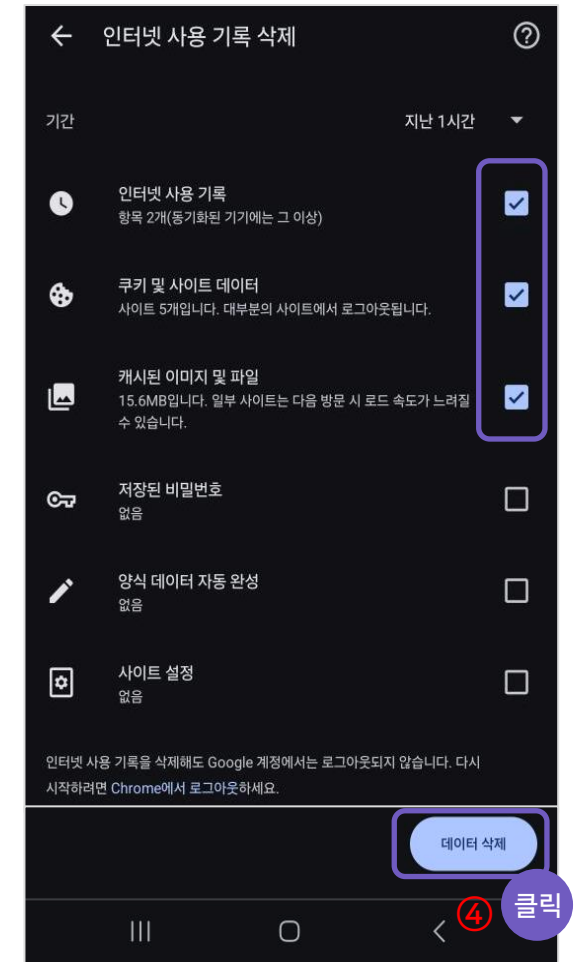 인터넷 사용 기록 삭제
기간
지난 1시간
인터넷 사용 기록
항목 2개(동기화된 기기에는 그 이상)
쿠키 및 사이트 데이터
사이트 5개입니다. 대부분의 사이트에서 로그아웃됩니다.
캐시된 이미지 및 파일
15.6MB입니다. 일부 사이트는 다음 방문 시 로드 속도가 느려질
수 있습니다.
저장된 비밀번호
없음
양식 데이터 자동 완성
없음
사이트 설정
없음
인터넷 사용 기록을 삭제해도 Google 계정에서는 로그아웃되지 않습니다. 다시
시작하려면 Chrome에서 로그아웃하세요.
데이터 삭제
④ 클릭